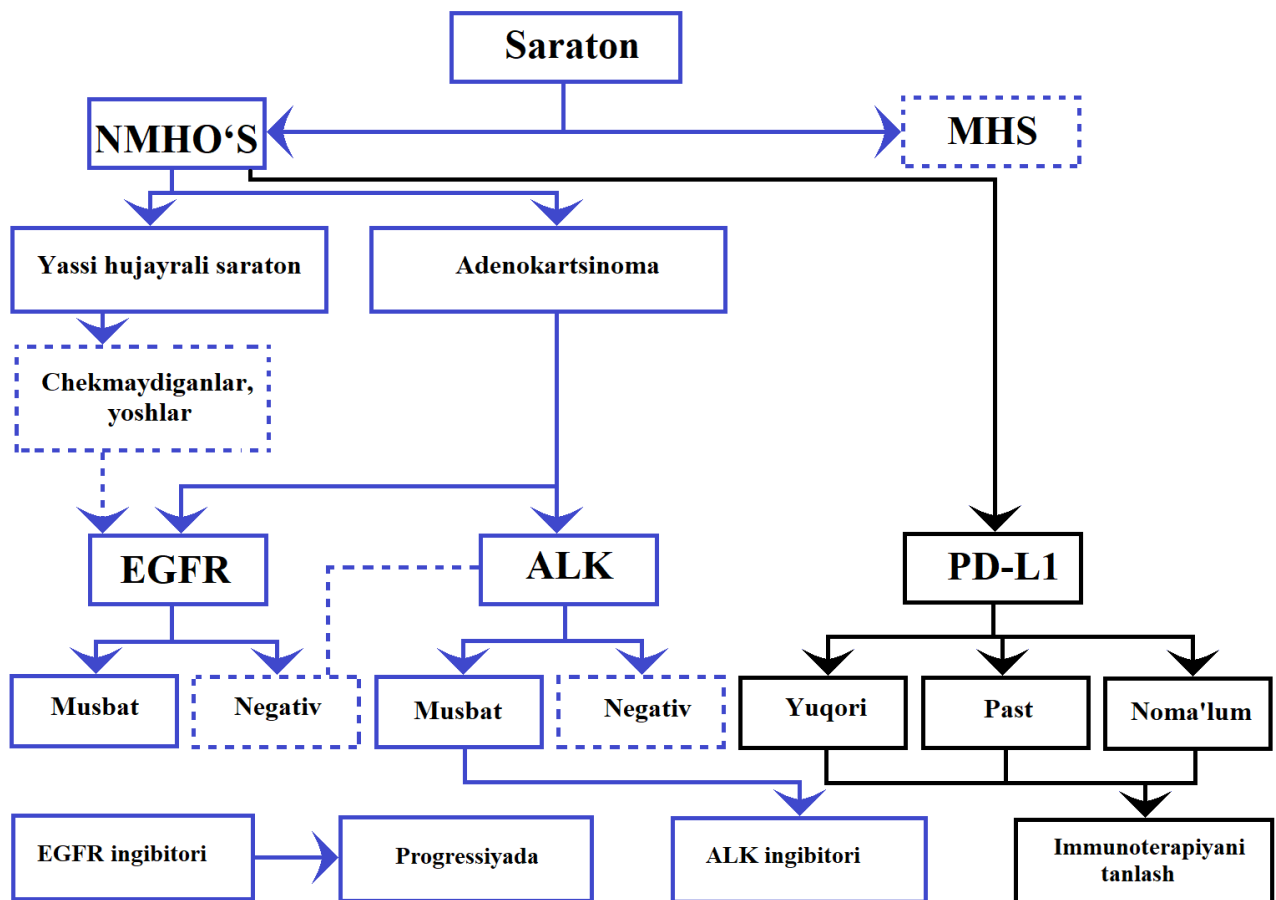 Saraton
NMHO‘S
MHS
Yassi hujayrali saraton
Adenokartsinoma
Chekmaydiganlar,
yoshlar
EGFR
ALK
PD-L1
Musbat
Negativ
Musbat
Negativ
Yuqori
Past
Noma'lum
EGFR ingibitori
Progressiyada
ALK ingibitori
Immunoterapiyani
tanlash